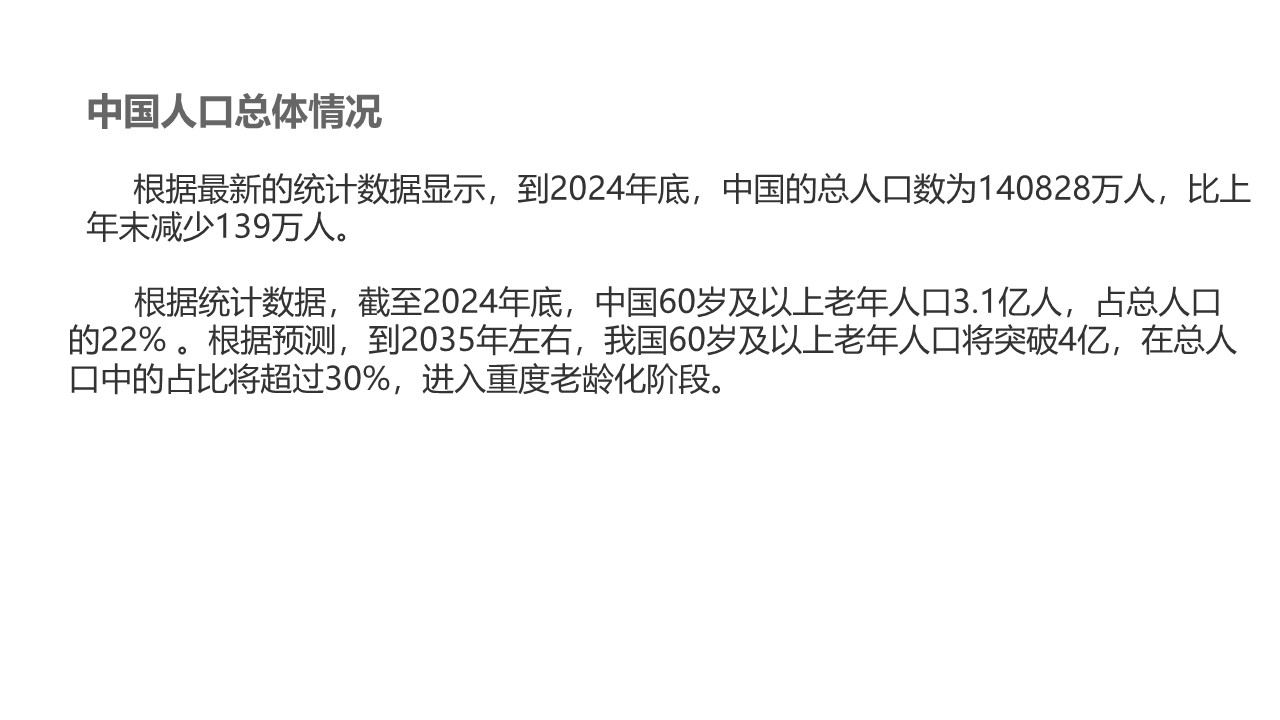 中国人口总体情况
根据最新的统计数据显示，到2024年底，中国的总人口数为140828万人，比上
年末减少139万人。
根据统计数据，截至2024年底，中国60岁及以上老年人口3.1亿人，占总人口
的22% 。根据预测，到2035年左右，我国60岁及以上老年人口将突破4亿，在总人
口中的占比将超过30%，进入重度老龄化阶段。